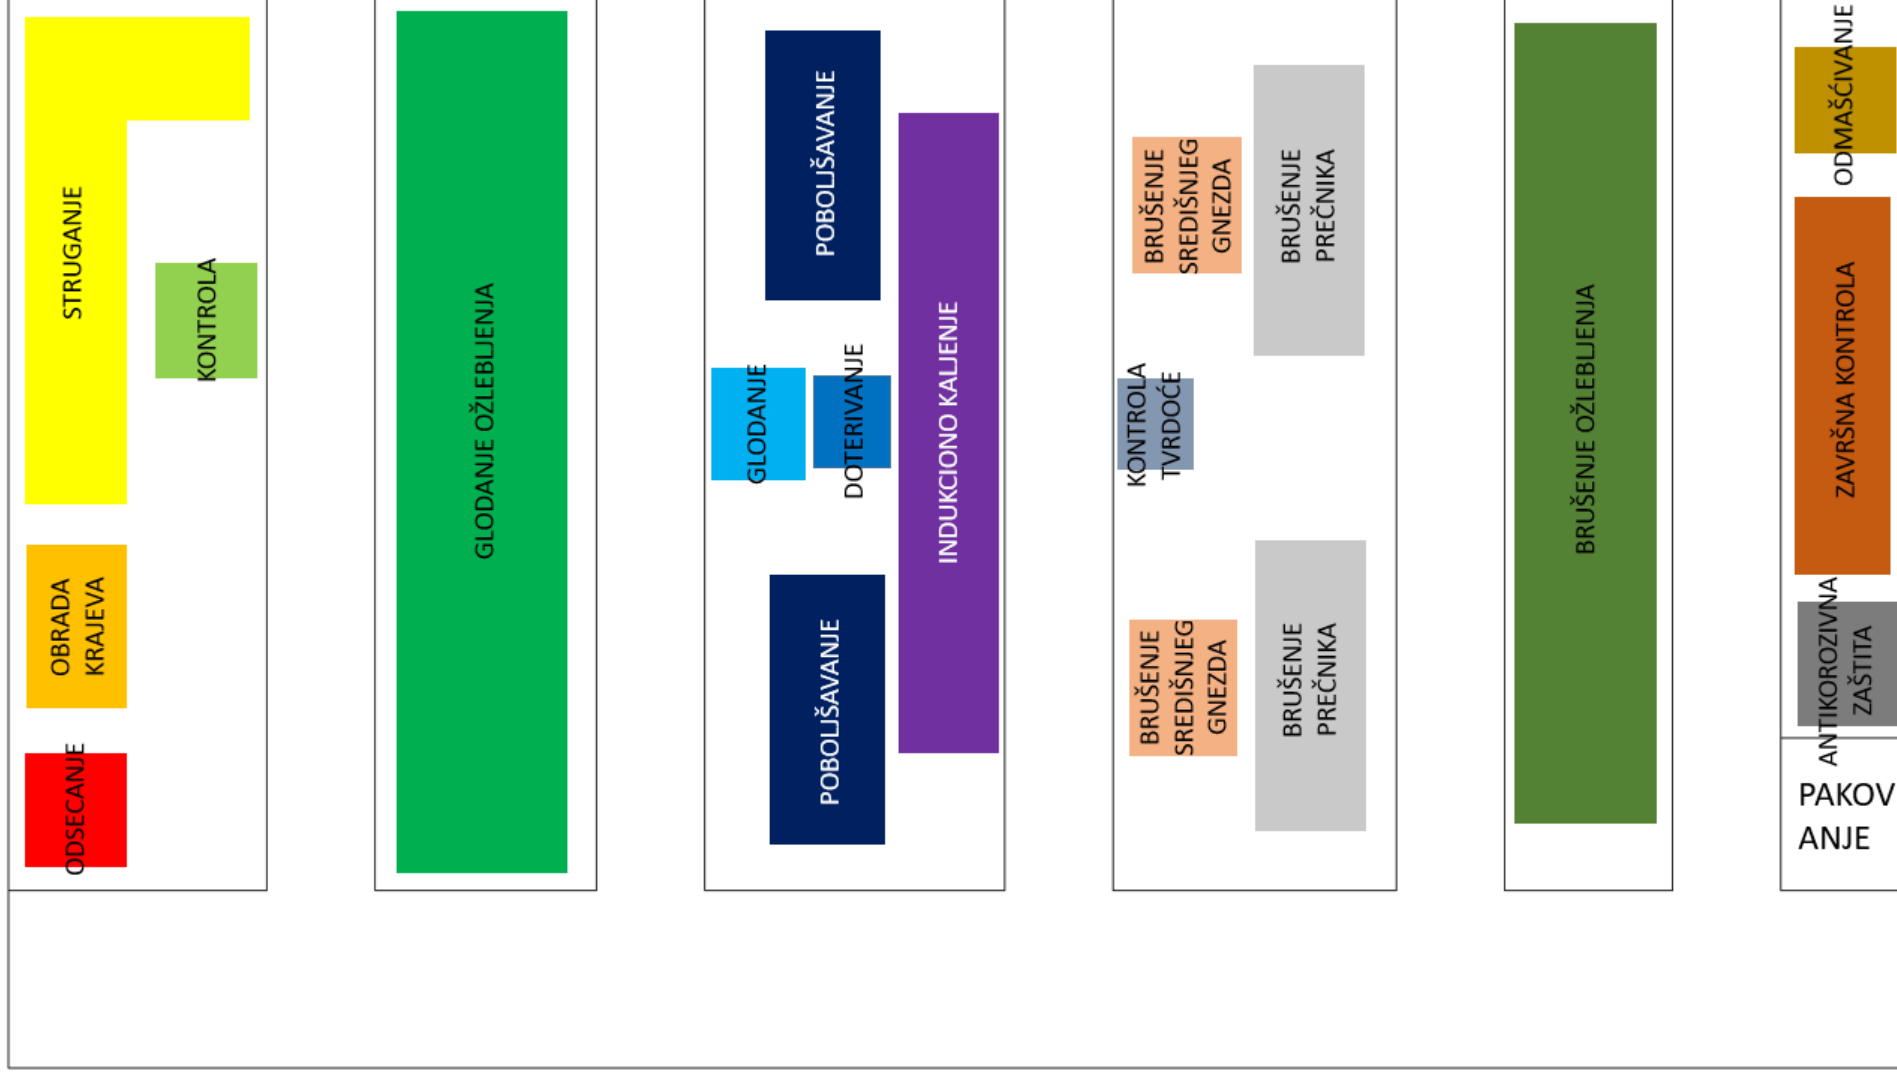 STRUGANJE
KONTROLA
OBRADA
KRAJEVA
ODSECANJE
GLODANJE OŽLEBLJENJA
POBOLJŠAVANJE
GLODANJE
DOTERIVANJE
INDUKCIONO KALJENJE
POBOLJŠAVANJE
BRUŠENJE
SREDIŠNJEG
GNEZDA
BRUŠENJE
PREČNIKA
KONTROLA
TVRDOĆE
BRUŠENJE
SREDIŠNJEG
GNEZDA
BRUŠENJE
PREČNIKA
BRUŠENJE OŽLEBLJENJA
ODMAŠĆIVANJE
ZAVRŠNA KONTROLA
ANTIKOROZIVNA
ZAŠTITA
PAKOV
ANJE